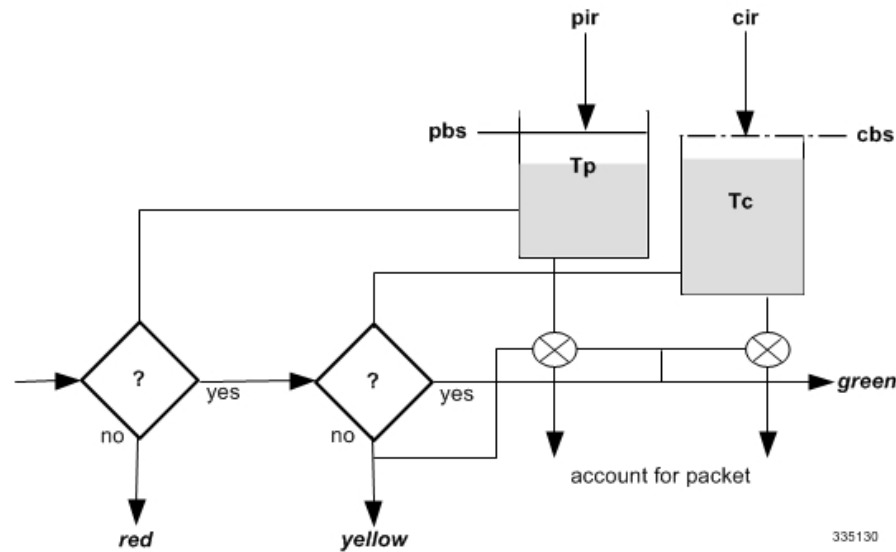 pir
cir
pbs
cbs
Tp
Tc
?
?
yes
yes
green
no
no
account for packet
red
yellow
335130